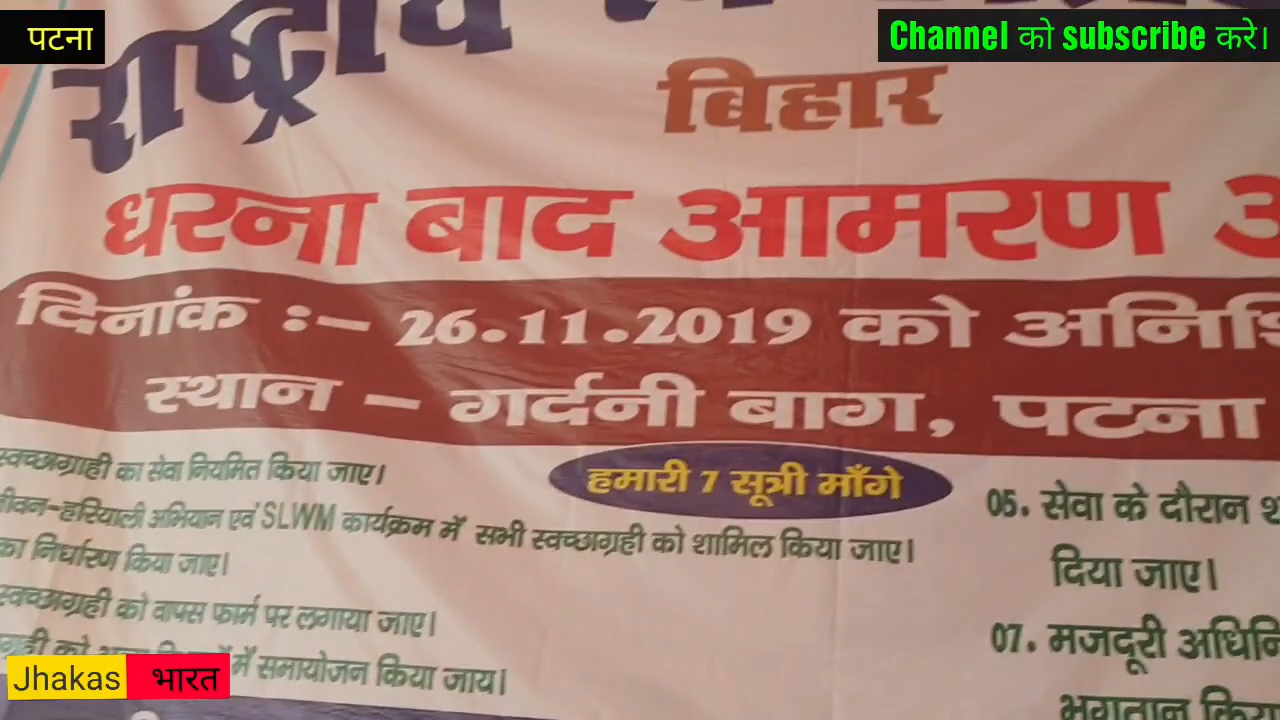 पटना
Channel को subscribe करे।
राष्ट्रीय
बिहार
धरना बाद आमरण
दिनांक :- 26.11.2019 को
स्थान - गर्दनी बाग, पटना
हमारी 7 सूत्री माँगे
स्वच्छाग्रही का सेवा नियमित किया जाए।
जीवन-हरियाली अभियान एवं SLWM कार्यक्रम में सभी स्वच्छाग्रही को शामिल किया जाए।
का निर्धारण किया जाए।
स्वच्छाग्रही को वापस फार्म पर लगाया जाए।
को
में समायोजन किया जाय।
05. सेवा के दौरान
दिया जाए।
07. मजदूरी
भुगतान
Jhakas भारत